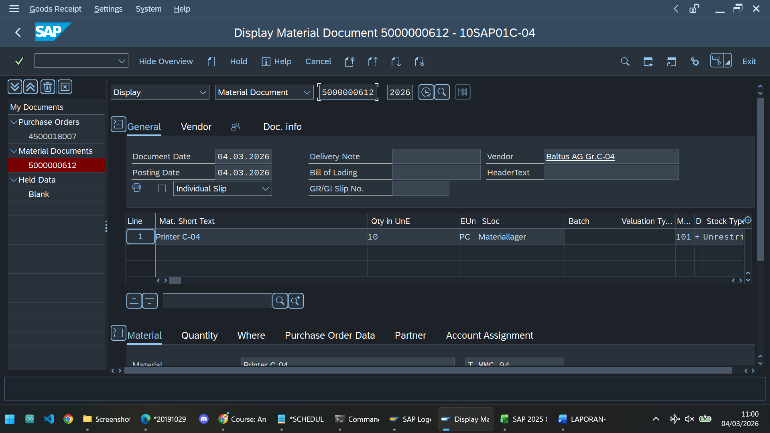 Goods Receipt Settings System Help
SAP Display Material Document 5000000612 - 10SAP01C-04
Hide Overview Hold Help Cancel Exit
Display Material Document 5000000612 2026
My Documents
Purchase Orders
4500018007
Material Documents
5000000612
Held Data
Blank
General Vendor Doc. info
Document Date 04.03.2026 Delivery Note Vendor Baltus AG Gr.C-04
Posting Date 04.03.2026 Bill of Lading HeaderText
Individual Slip GR/GI Slip No.
Line Mat. Short Text Qty in UnE EUn SLoc Batch Valuation Ty... M... D Stock Type
1 Printer C-04 10 PC Materiallager 101 + Unrestri
Material Quantity Where Purchase Order Data Partner Account Assignment
Material Printer C-04 T-MMC-04
Screenshot *20191029 Course: An *SCHEDUL Command SAP Logo Display Ma SAP 2025 LAPORAN-
11:00
04/03/2026